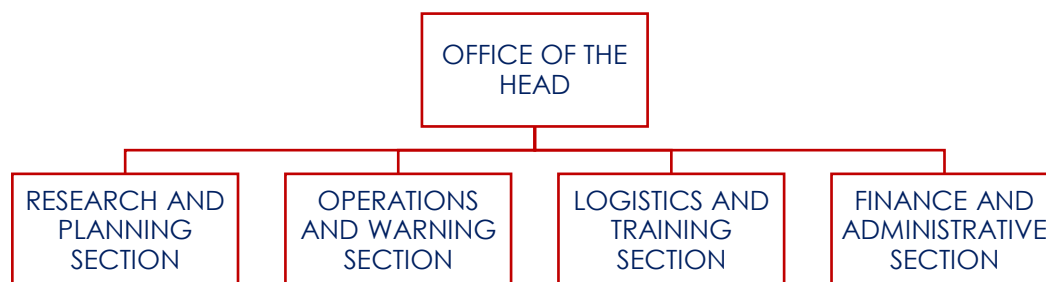 OFFICE OF THE
HEAD
RESEARCH AND
PLANNING
SECTION
OPERATIONS
AND WARNING
SECTION
LOGISTICS AND
TRAINING
SECTION
FINANCE AND
ADMINISTRATIVE
SECTION